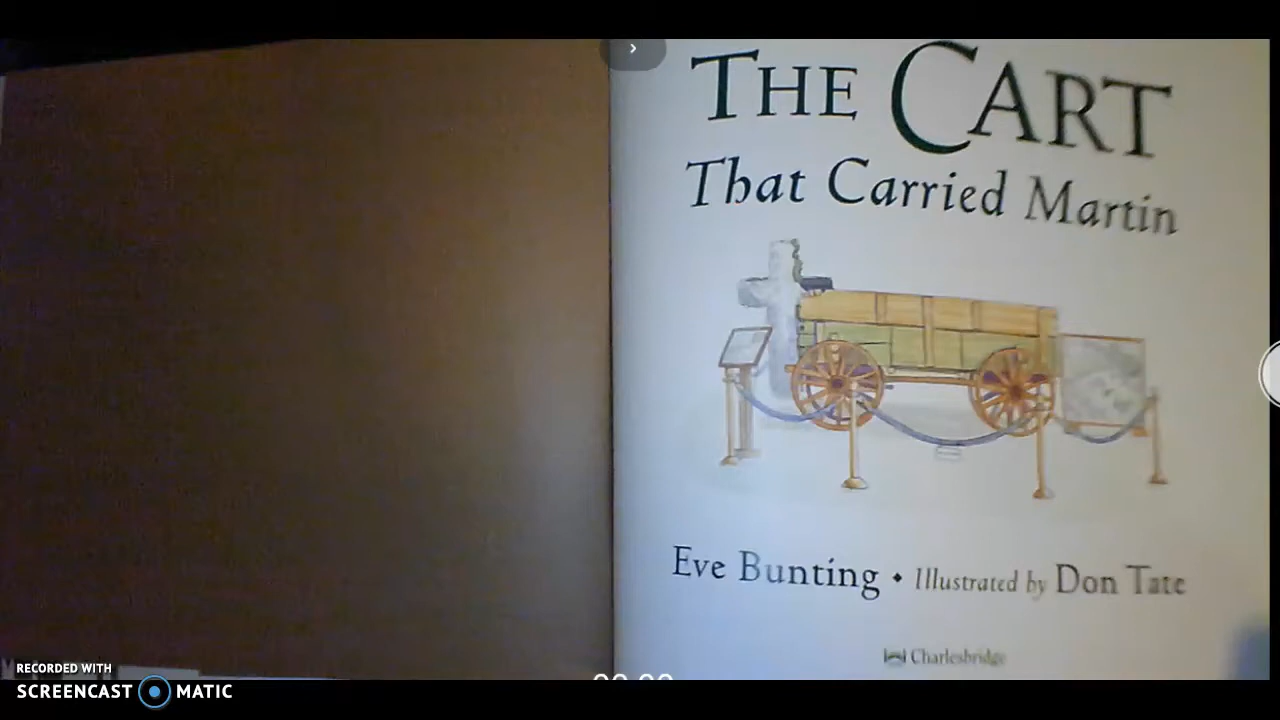 THE CART
That Carried Martin
Eve Bunting • Illustrated by Don Tate
Charlesbridge
RECORDED WITH
SCREENCAST MATIC